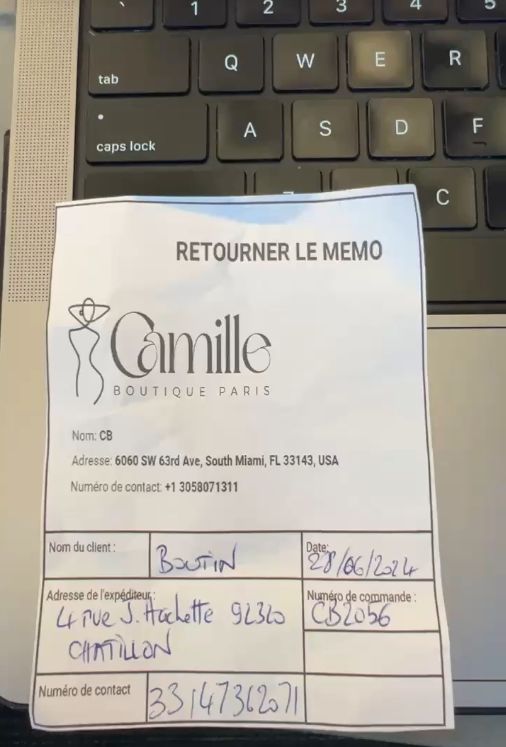 ` 1 2 3 4 5
tab Q W E R
caps lock A S D F
C
RETOURNER LE MEMO
Camille
BOUTIQUE PARIS
Nom: CB
Adresse: 6060 SW 63rd Ave, South Miami, FL 33143, USA
Numéro de contact: +1 3058071311
Nom du client : BOUTIN
Date: 28/06/2024
Adresse de l'expéditeur :
4 rue J. Hachette 92320
CHATILLON
Numéro de commande :
CB2056
Numéro de contact 33147362071